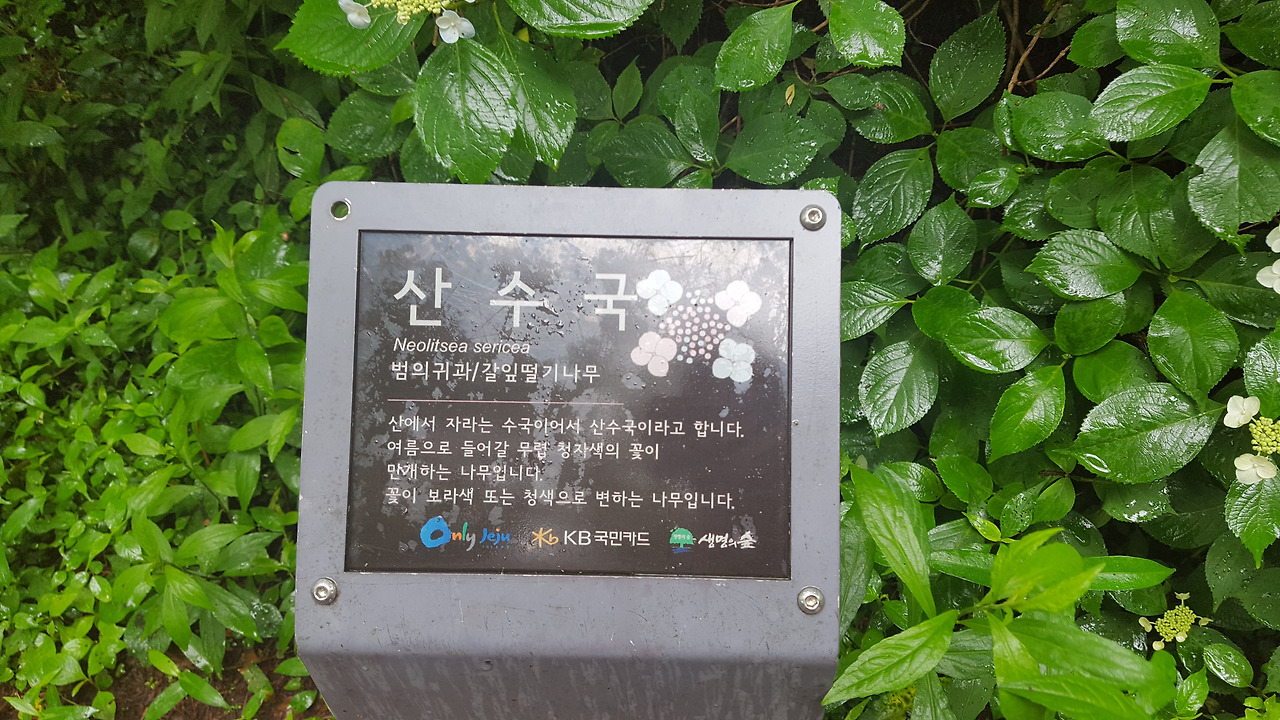 산 수 국
Neolitsea sericea
범의귀과/갈잎떨기나무
산에서 자라는 수국이어서 산수국이라고 합니다.
여름으로 들어갈 무렵 청자색의 꽃이
만개하는 나무입니다.
꽃이 보라색 또는 청색으로 변하는 나무입니다.
Only Jeju KB국민카드 생명의숲